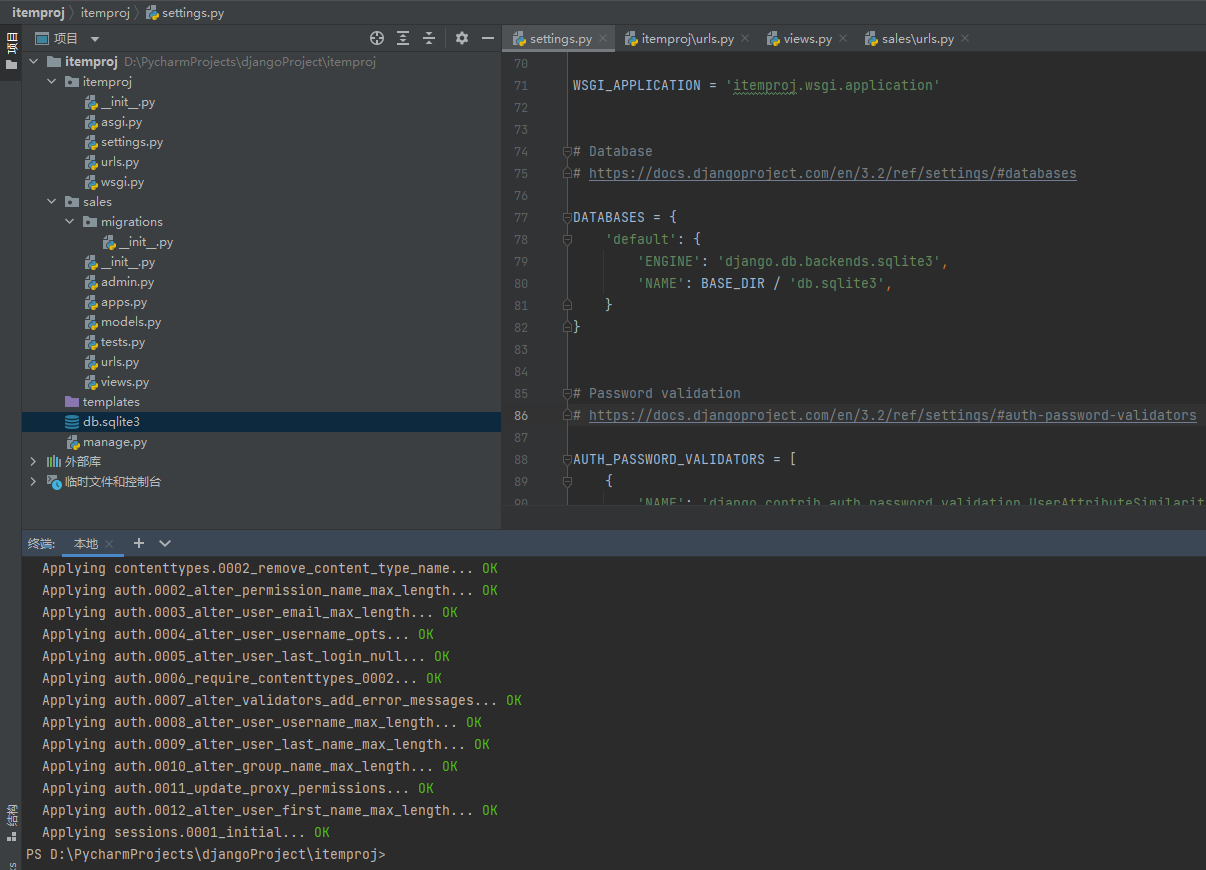 itemproj itemproj settings.py
项目
项目
itemproj D:\PycharmProjects\djangoProject\itemproj
itemproj
__init__.py
asgi.py
settings.py
urls.py
wsgi.py
sales
migrations
__init__.py
__init__.py
admin.py
apps.py
models.py
tests.py
urls.py
views.py
templates
db.sqlite3
manage.py
外部库
临时文件和控制台
settings.py itemproj\urls.py views.py sales\urls.py
70
71 WSGI_APPLICATION = 'itemproj.wsgi.application'
72
73
74 # Database
75 # https://docs.djangoproject.com/en/3.2/ref/settings/#databases
76
77 DATABASES = {
78 'default': {
79 'ENGINE': 'django.db.backends.sqlite3',
80 'NAME': BASE_DIR / 'db.sqlite3',
81 }
82 }
83
84
85 # Password validation
86 # https://docs.djangoproject.com/en/3.2/ref/settings/#auth-password-validators
87
88 AUTH_PASSWORD_VALIDATORS = [
89 {
90 'NAME': 'django.contrib.auth.password_validation.UserAttributeSimilarit
终端: 本地
Applying contenttypes.0002_remove_content_type_name... OK
Applying auth.0002_alter_permission_name_max_length... OK
Applying auth.0003_alter_user_email_max_length... OK
Applying auth.0004_alter_user_username_opts... OK
Applying auth.0005_alter_user_last_login_null... OK
Applying auth.0006_require_contenttypes_0002... OK
Applying auth.0007_alter_validators_add_error_messages... OK
Applying auth.0008_alter_user_username_max_length... OK
Applying auth.0009_alter_user_last_name_max_length... OK
Applying auth.0010_alter_group_name_max_length... OK
Applying auth.0011_update_proxy_permissions... OK
Applying auth.0012_alter_user_first_name_max_length... OK
Applying sessions.0001_initial... OK
PS D:\PycharmProjects\djangoProject\itemproj>
结构